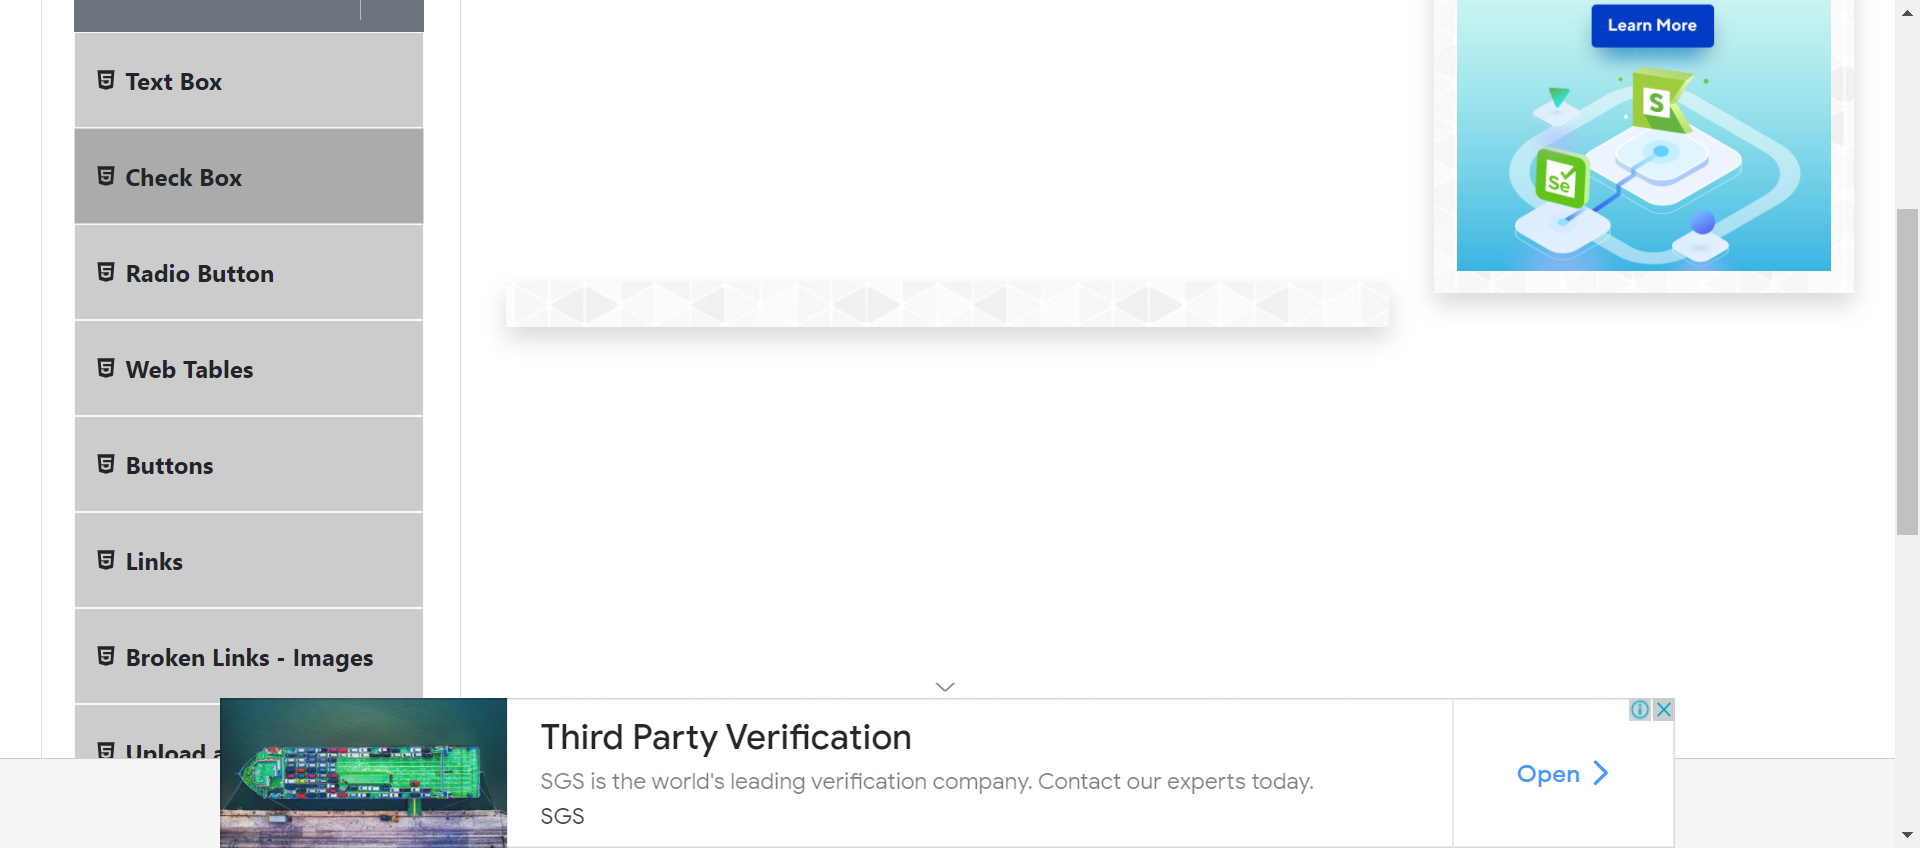 Learn More
Text Box
S
Check Box
Se
Radio Button
Web Tables
Buttons
Links
Broken Links - Images
Upload
Third Party Verification
SGS is the world's leading verification company. Contact our experts today.
SGS
Open